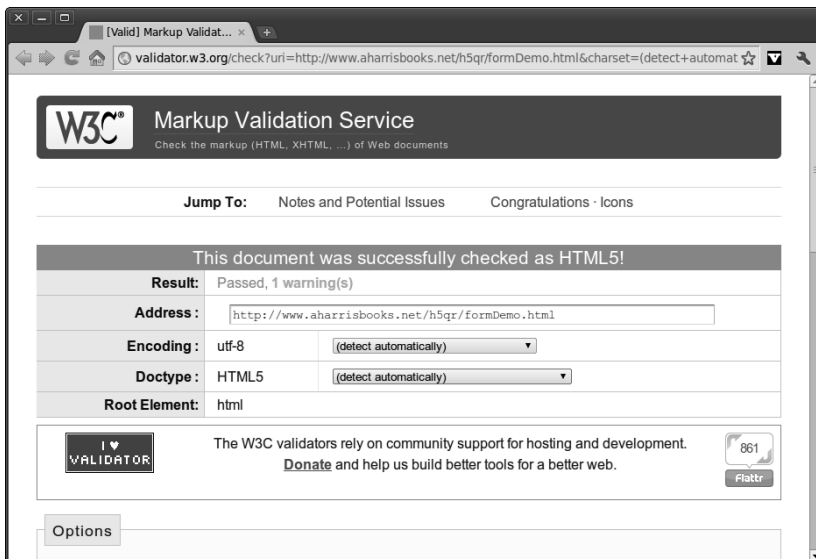 [Valid] Markup Validat... ×
validator.w3.org/check?uri=http://www.aharrisbooks.net/h5qr/formDemo.html&charset=(detect+automat
W3C® Markup Validation Service
Check the markup (HTML, XHTML, ...) of Web documents
Jump To: Notes and Potential Issues Congratulations · Icons
This document was successfully checked as HTML5!
Result: Passed, 1 warning(s)
Address : http://www.aharrisbooks.net/h5qr/formDemo.html
Encoding : utf-8 (detect automatically)
Doctype : HTML5 (detect automatically)
Root Element: html
I ♥
VALIDATOR
The W3C validators rely on community support for hosting and development.
Donate and help us build better tools for a better web.
861
Flattr
Options